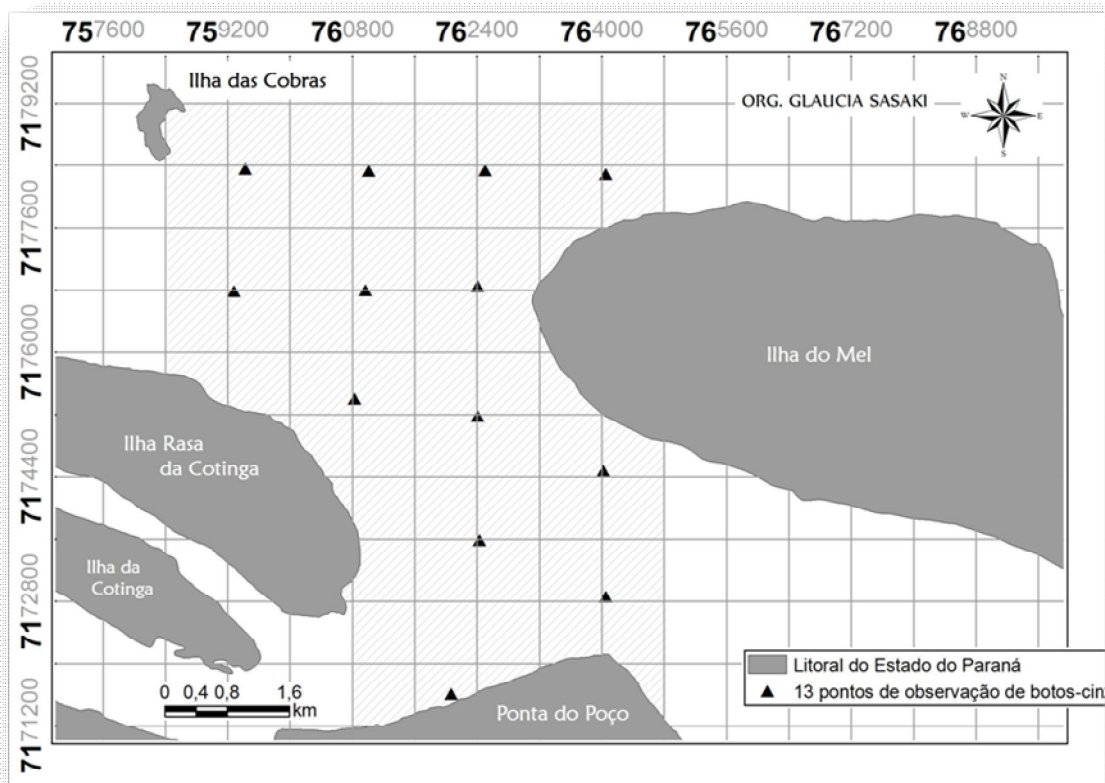 757600 759200 760800 762400 764000 765600 767200 768800
7179200
7177600
7176000
7174400
7172800
7171200
Ilha das Cobras
ORG. GLAUCIA SASAKI
N
W
E
S
Ilha do Mel
Ilha Rasa
da Cotinga
Ilha da
Cotinga
0 0,4 0,8 1,6
km
Ponta do Poço
Litoral do Estado do Paraná
13 pontos de observação de botos-cinz